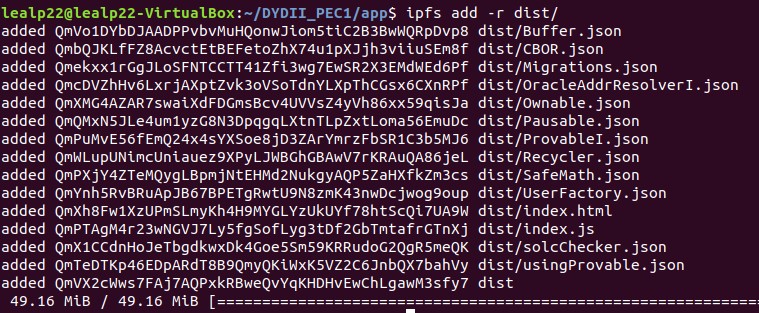 lealp22@lealp22-VirtualBox:~/DYDII_PEC1/app$ ipfs add -r dist/
added QmVo1DYbDJAADPPvbvMuHQonwJiom5tiC2B3BwWQRpDvp8 dist/Buffer.json
added QmbQJKLfFZ8AcvctEtBEFetoZhX74u1pXJjh3viiuSEm8f dist/CBOR.json
added Qmekxx1rGgJLoSFNTCCTT41Zfi3wg7EwSR2X3EMdWEd6Pf dist/Migrations.json
added QmcDVZhHv6LxrjAXptZvk3oVSoTdnYLXpThCGsx6CXnRPf dist/OracleAddrResolverI.json
added QmXMG4AZAR7swaiXdFDGmsBcv4UVVsZ4yVh86xx59qisJa dist/Ownable.json
added QmQMxN5JLe4um1yzG8N3DpqgqLXtnTLpZxtLoma56EmuDc dist/Pausable.json
added QmPuMvE56fEmQ24x4sYXSoe8jD3ZArYmrzFbSR1C3b5MJ6 dist/ProvableI.json
added QmWLupUNimcUniauez9XPyLJWBGhGBAwV7rKRAuQA86jeL dist/Recycler.json
added QmPXjY4ZTeMQygLBpmjNtEHMd2NukgyAQP5ZaHXfkZm3cs dist/SafeMath.json
added QmYnh5RvBRuApJB67BPETgRwtU9N8zmK43nwDcjwog9oup dist/UserFactory.json
added QmXh8Fw1XzUPmSLmyKh4H9MYGLYzUkUYf78htScQi7UA9W dist/index.html
added QmPTAgM4r23wNGVJ7Ly5fgSofLyg3tDf2GbTmtafrGTnXj dist/index.js
added QmX1CCdnHoJeTbgdkwxDk4Goe5Sm59KRRudoG2QgR5meQK dist/solcChecker.json
added QmTeDTKp46EDpARdT8B9QmyQKiWxK5VZ2C6JnbQX7bahVy dist/usingProvable.json
added QmVX2cWws7FAj7AQPxkRBweQvYqKHDHvEwChLgawM3sfy7 dist
49.16 MiB / 49.16 MiB [==============================================================